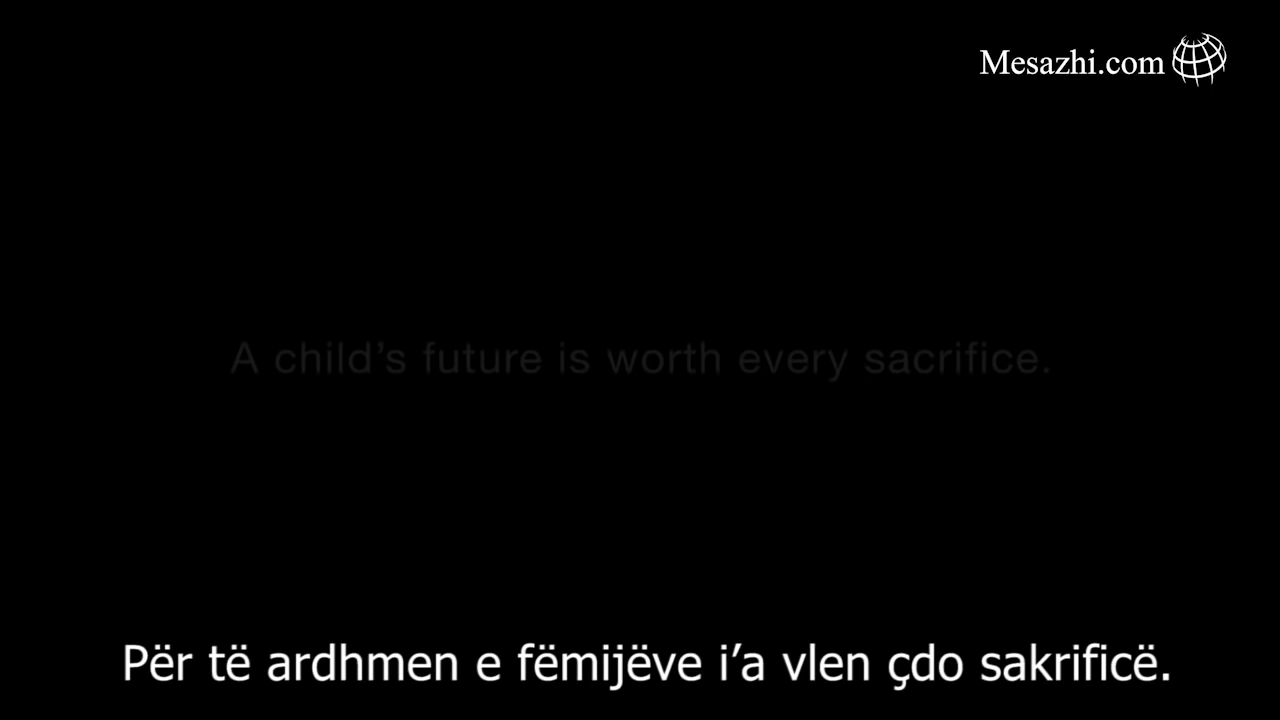 Mesazhi.com
A child’s future is worth every sacrifice.
Për të ardhmen e fëmijëve i’a vlen çdo sakrificë.